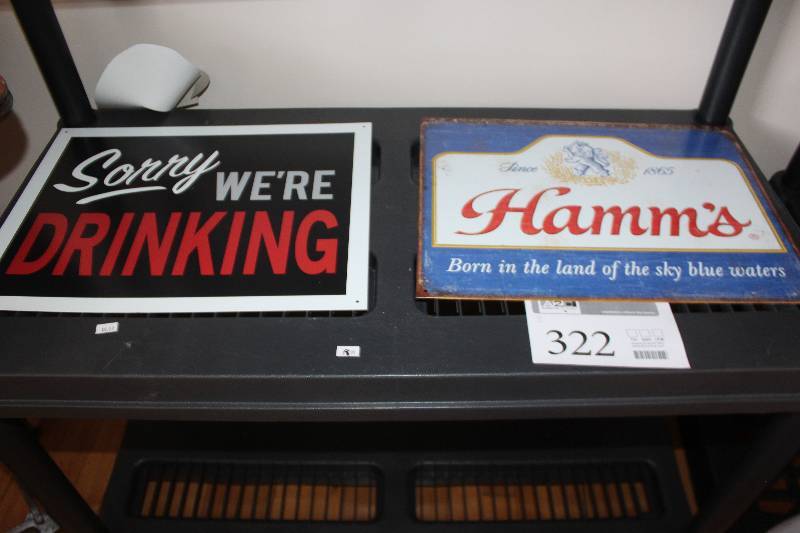 Sorry WE'RE
DRINKING
Since 1865
Hamm's
Born in the land of the sky blue waters
322